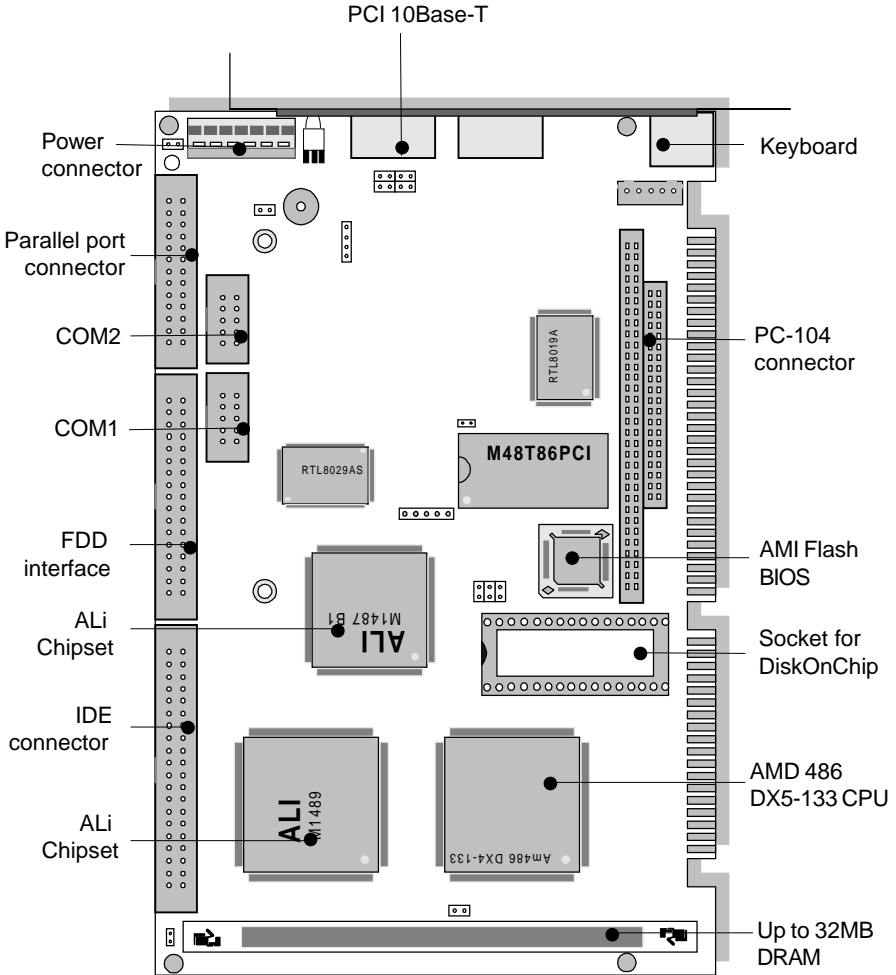 PCI 10Base-T
Power
connector
Keyboard
Parallel port
connector
COM2
RTL8019A
PC-104
connector
COM1
M48T86PCI
RTL8029AS
FDD
interface
AMI Flash
BIOS
ALi
Chipset
M1487 B1
ALI
Socket for
DiskOnChip
IDE
connector
AMD 486
DX5-133 CPU
ALI
M1489
ALi
Chipset
Am486 DX4-133
Up to 32MB
DRAM